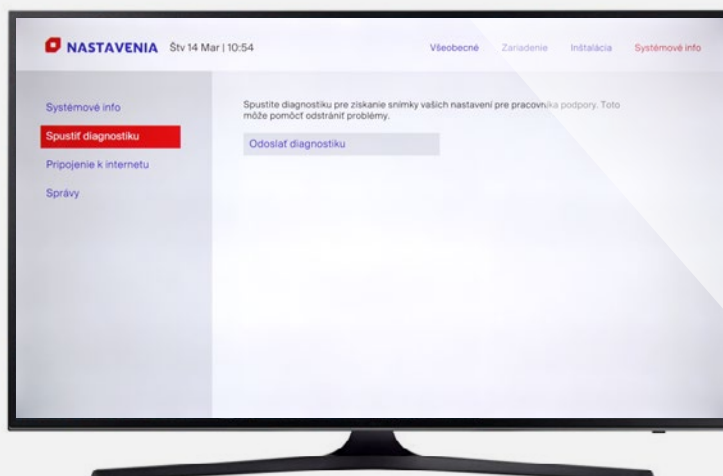 NASTAVENIA Štv 14 Mar | 10:54
Všeobecné Zariadenie Inštalácia Systémové info
Systémové info
Spustiť diagnostiku
Pripojenie k internetu
Správy
Spustite diagnostiku pre získanie snímky vašich nastavení pre pracovníka podpory. Toto
môže pomôcť odstrániť problémy.
Odoslať diagnostiku